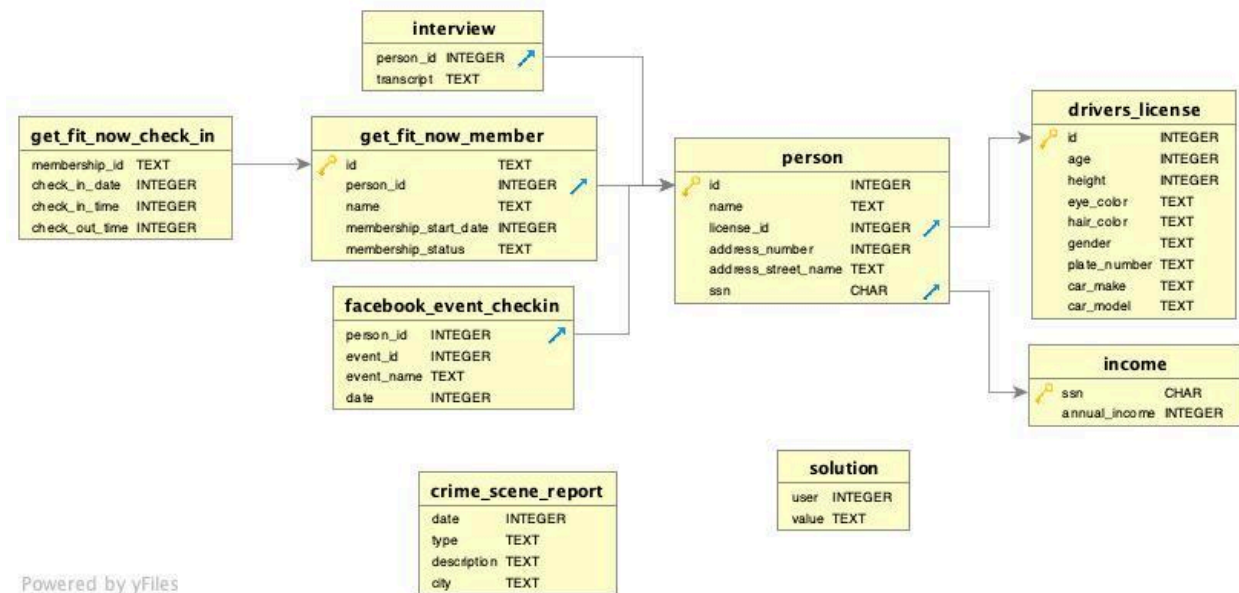 interview
person_id INTEGER
transcript TEXT
get_fit_now_check_in
membership_id TEXT
check_in_date INTEGER
check_in_time INTEGER
check_out_time INTEGER
get_fit_now_member
id TEXT
person_id INTEGER
name TEXT
membership_start_date INTEGER
membership_status TEXT
facebook_event_checkin
person_id INTEGER
event_id INTEGER
event_name TEXT
date INTEGER
person
id INTEGER
name TEXT
license_id INTEGER
address_number INTEGER
address_street_name TEXT
ssn CHAR
drivers_license
id INTEGER
age INTEGER
height INTEGER
eye_color TEXT
hair_color TEXT
gender TEXT
plate_number TEXT
car_make TEXT
car_model TEXT
income
ssn CHAR
annual_income INTEGER
solution
user INTEGER
value TEXT
crime_scene_report
date INTEGER
type TEXT
description TEXT
city TEXT
Powered by yFiles